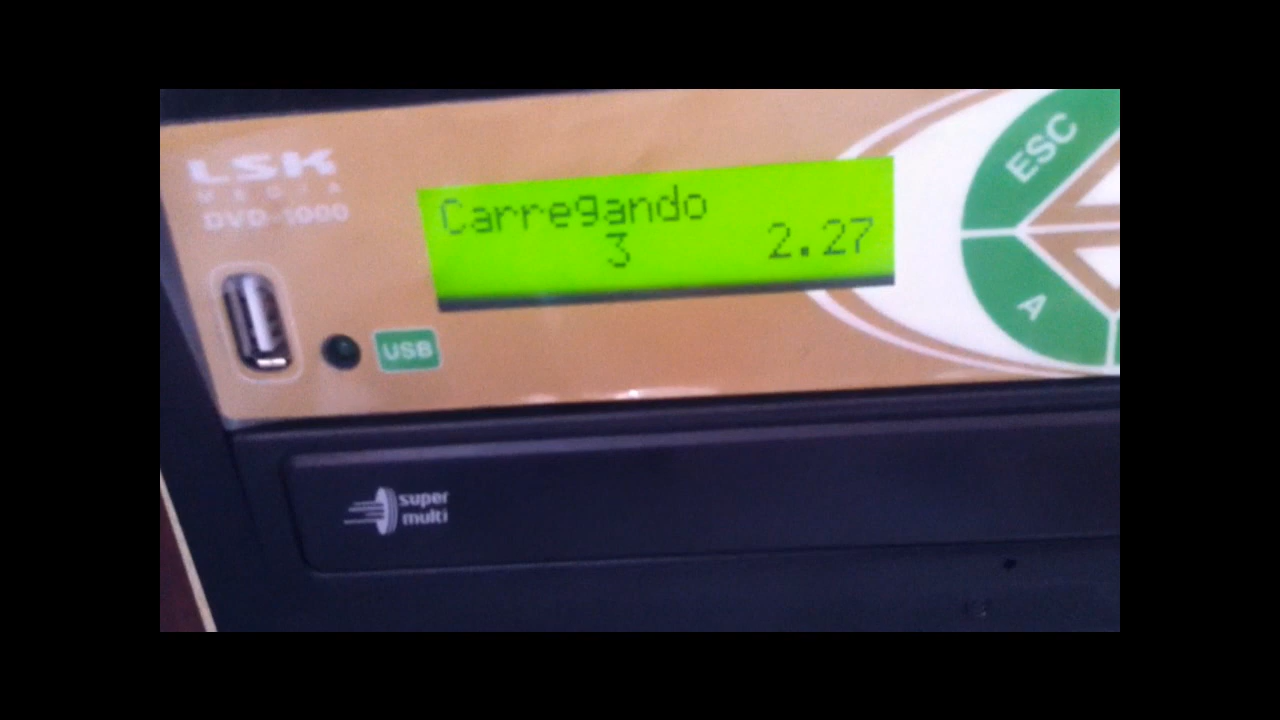 LSK
MEDIA
DVD-1000
Carregando
3 2.27
ESC
A
USB
super
multi